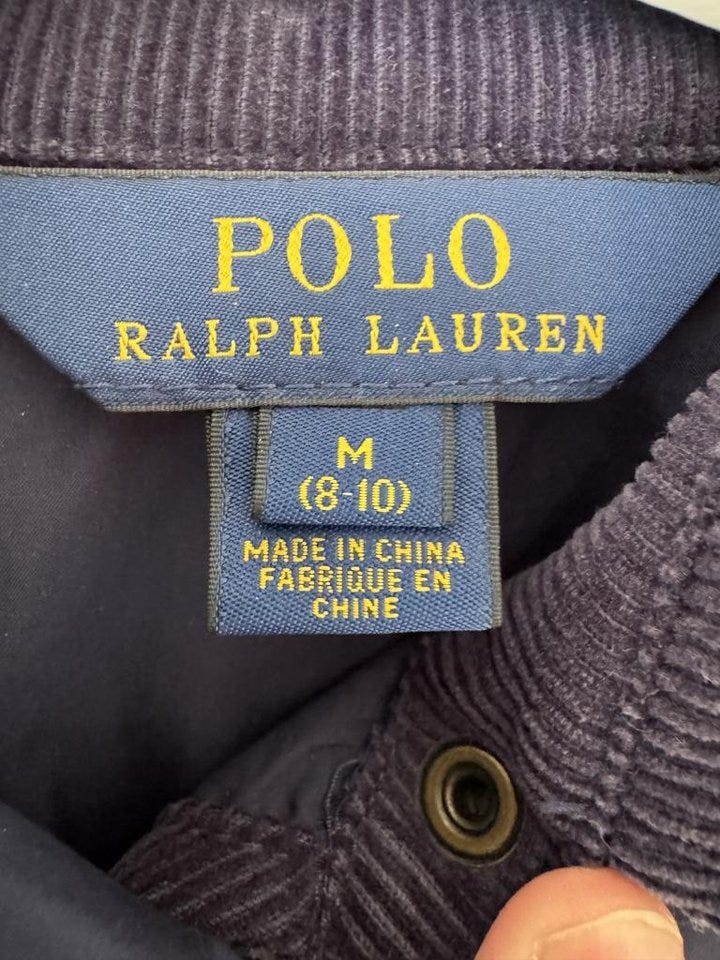 POLO
RALPH LAUREN
M
(8-10)
MADE IN CHINA
FABRIQUE EN
CHINE